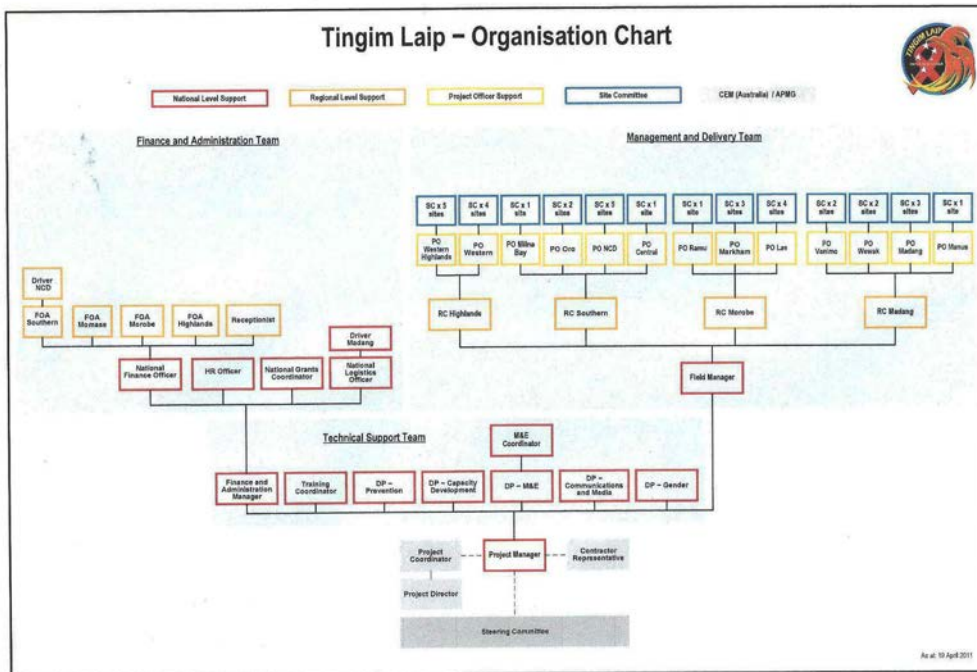 Tingim Laip – Organisation Chart
TINGIM LAIP
National Level Support
Regional Level Support
Project Officer Support
Site Committee
CEM (Australia) / APMG
Finance and Administration Team
Management and Delivery Team
SC x 5
sites
SC x 4
sites
SC x 1
site
SC x 2
sites
SC x 5
sites
SC x 1
site
SC x 1
site
SC x 3
sites
SC x 4
sites
SC x 2
sites
SC x 2
sites
SC x 3
sites
SC x 1
site
PO
Western
Highlands
PO
Western
PO Milne
Bay
PO Oro
PO NCD
PO
Central
PO Ramu
PO
Markham
PO Lae
PO
Vanimo
PO
Wewak
PO
Madang
PO Manus
Driver
NCD
FOA
Southern
FOA
Momase
FOA
Morobe
FOA
Highlands
Receptionist
RC Highlands
RC Southern
RC Morobe
RC Madang
Driver
Madang
National
Finance Officer
HR Officer
National Grants
Coordinator
National
Logistics
Officer
Field Manager
Technical Support Team
M&E
Coordinator
Finance and
Administration
Manager
Training
Coordinator
DP –
Prevention
DP – Capacity
Development
DP – M&E
DP –
Communications
and Media
DP – Gender
Project
Coordinator
Project Manager
Contractor
Representative
Project Director
Steering Committee
As at: 19 April 2011